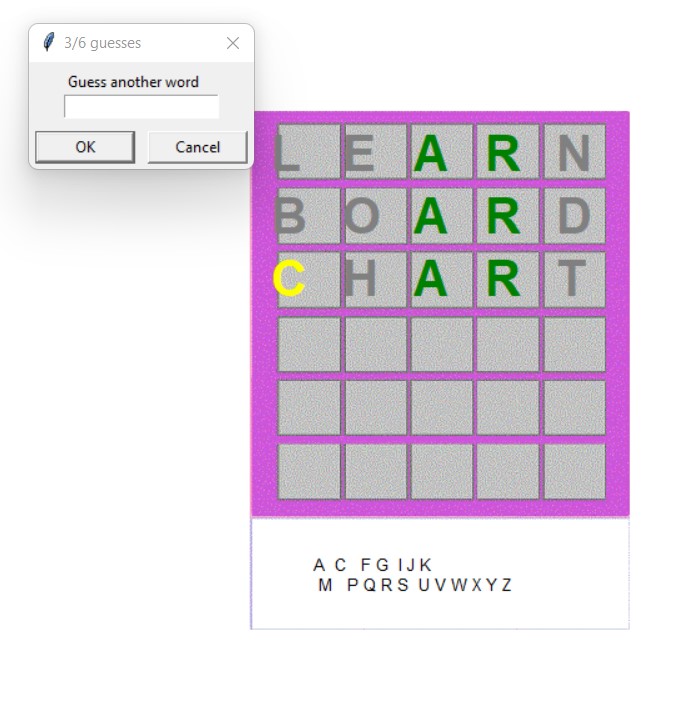 3/6 guesses
Guess another word
OK Cancel
L E A R N
B O A R D
C H A R T
A C F G I J K
M P Q R S U V W X Y Z